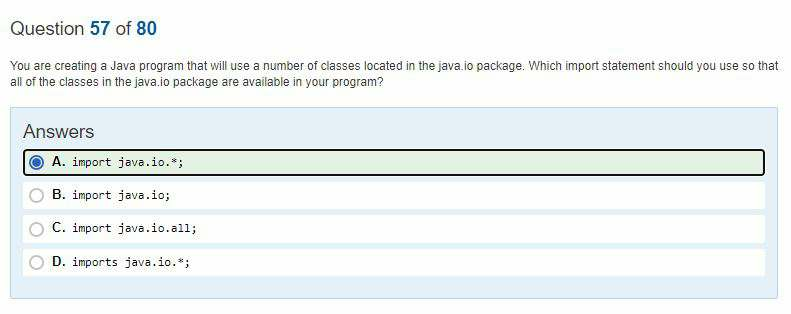 Question 57 of 80
You are creating a Java program that will use a number of classes located in the java.io package. Which import statement should you use so that
all of the classes in the java.io package are available in your program?
Answers
A. import java.io.*;
B. import java.io;
C. import java.io.all;
D. imports java.io.*;